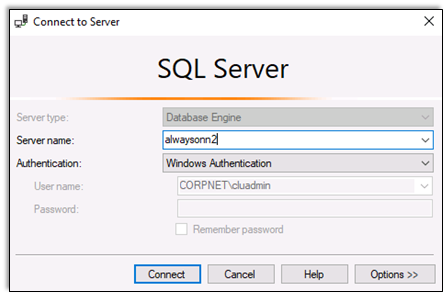 Connect to Server
SQL Server
Server type: Database Engine
Server name: alwaysonn2
Authentication: Windows Authentication
User name: CORPNET\cluadmin
Password:
Remember password
Connect Cancel Help Options >>